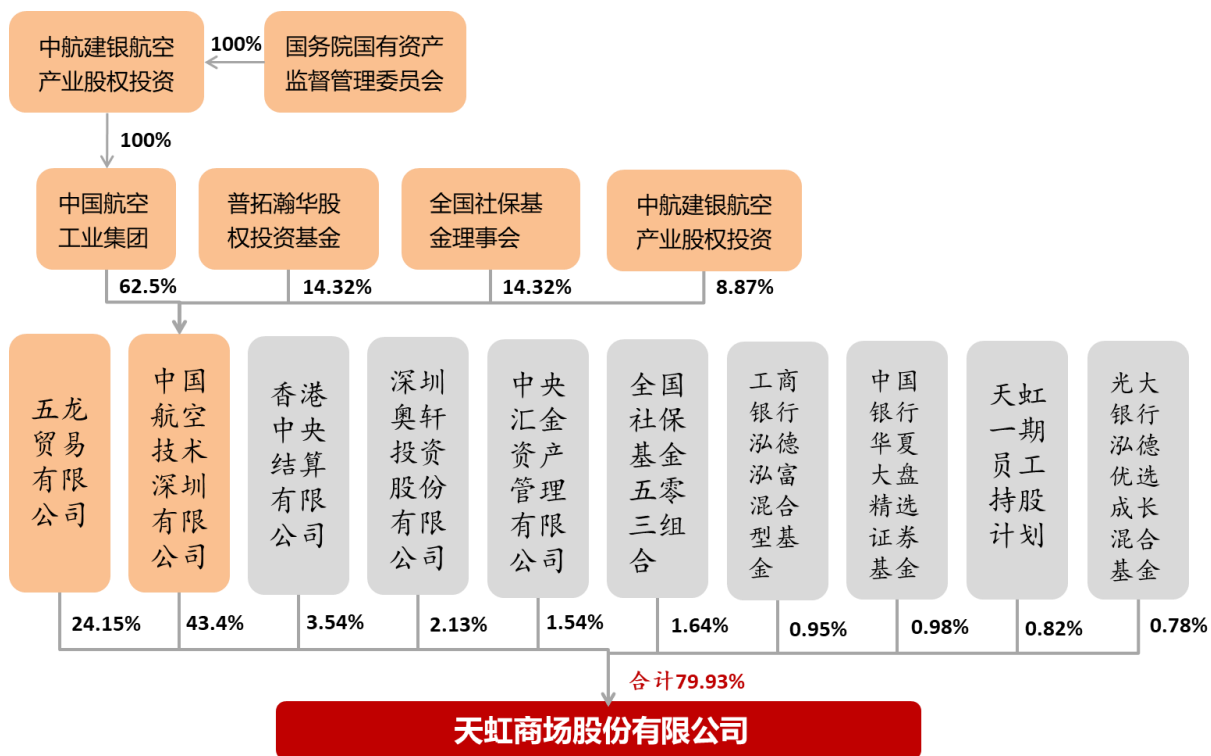 中航建银航空
产业股权投资
100%
国务院国有资产
监督管理委员会
100%
中国航空
工业集团
普拓瀚华股
权投资基金
全国社保基
金理事会
中航建银航空
产业股权投资
62.5%
14.32%
14.32%
8.87%
五龙
贸易
有限
公司
中国
航空
技术
深圳
有限
公司
香港
中央
结算
有限
公司
深圳
奥轩
投资
股份
有限
公司
中央
汇金
资产
管理
有限
公司
全国
社保
基金
五零
三组
合
工商
银行
泓德
泓富
混合
型基
金
中国
银行
华夏
大盘
精选
证券
基金
天虹
一期
员工
持股
计划
光大
银行
泓德
优选
成长
混合
基金
24.15%
43.4%
3.54%
2.13%
1.54%
1.64%
0.95%
0.98%
0.82%
0.78%
合计79.93%
天虹商场股份有限公司